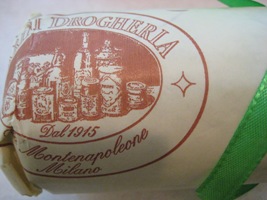 DROGHERIA
Dal 1915
Montenapoleone
Milano